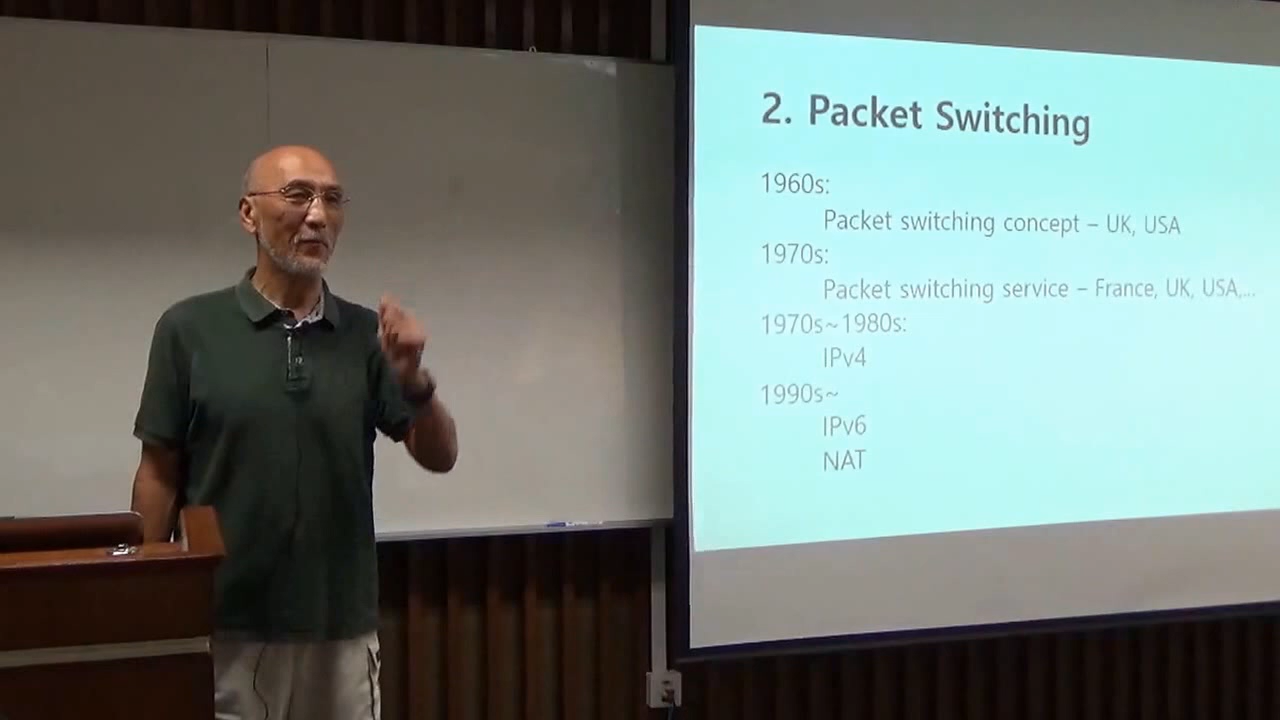 2. Packet Switching
1960s:
Packet switching concept – UK, USA
1970s:
Packet switching service – France, UK, USA,...
1970s~1980s:
IPv4
1990s~
IPv6
NAT